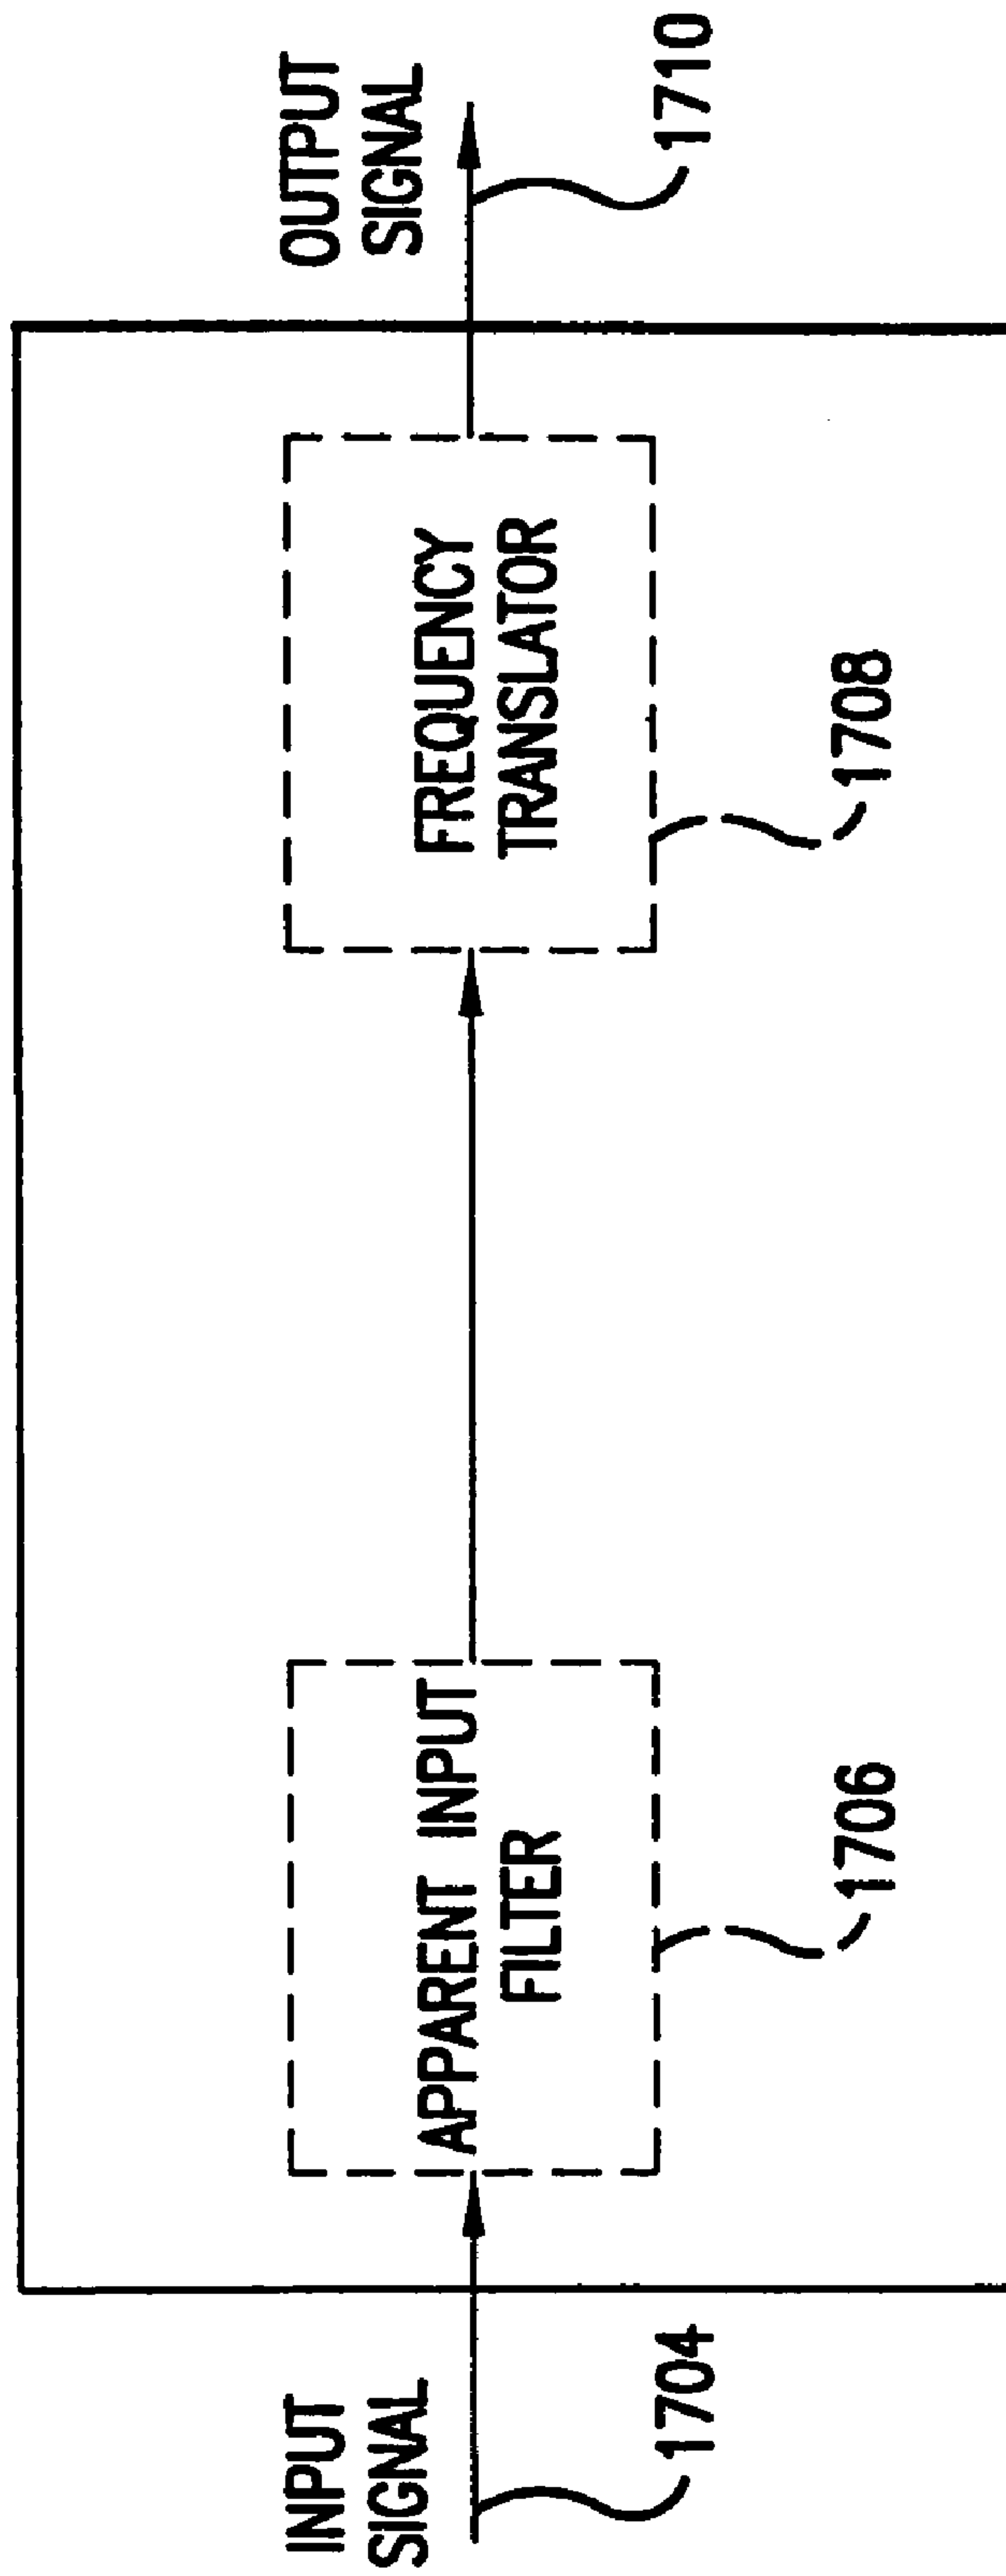 INPUT
SIGNAL
1704
APPARENT INPUT
FILTER
1706
FREQUENCY
TRANSLATOR
1708
OUTPUT
SIGNAL
1710